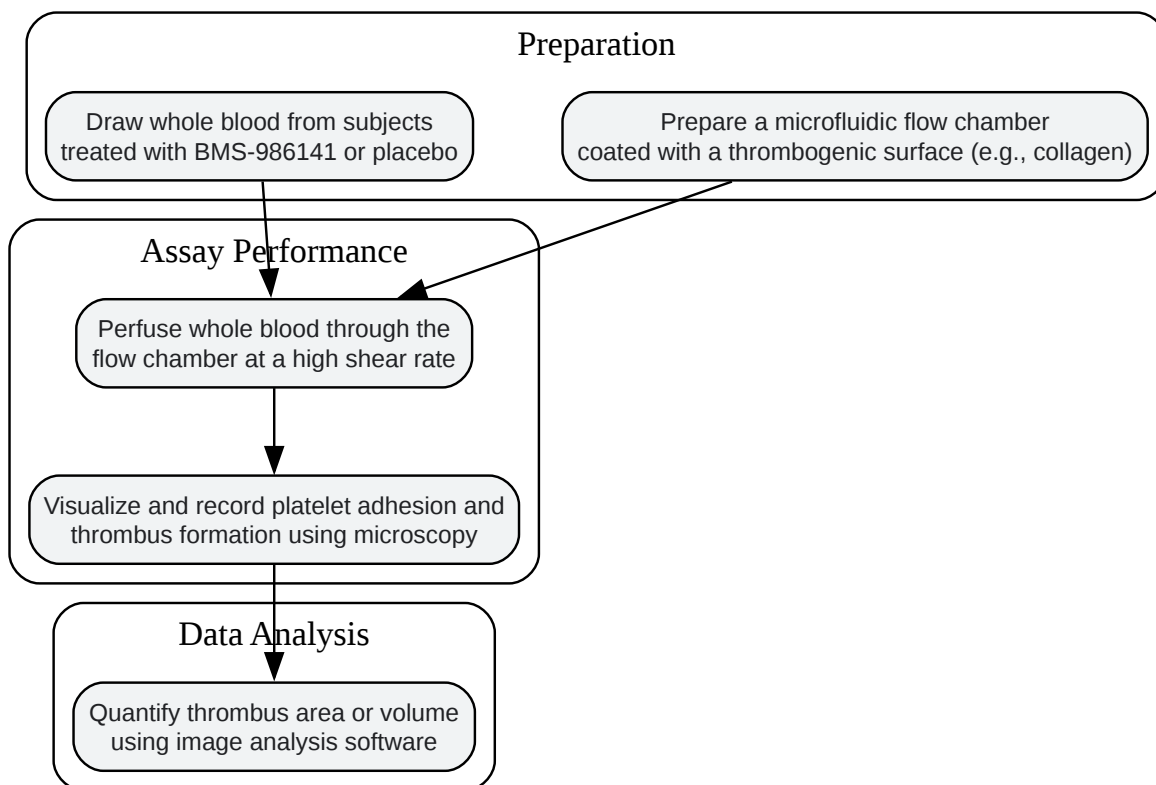 Preparation
Draw whole blood from subjects
treated with BMS-986141 or placebo
Prepare a microfluidic flow chamber
coated with a thrombogenic surface (e.g., collagen)
Assay Performance
Perfuse whole blood through the
flow chamber at a high shear rate
Visualize and record platelet adhesion and
thrombus formation using microscopy
Data Analysis
Quantify thrombus area or volume
using image analysis software